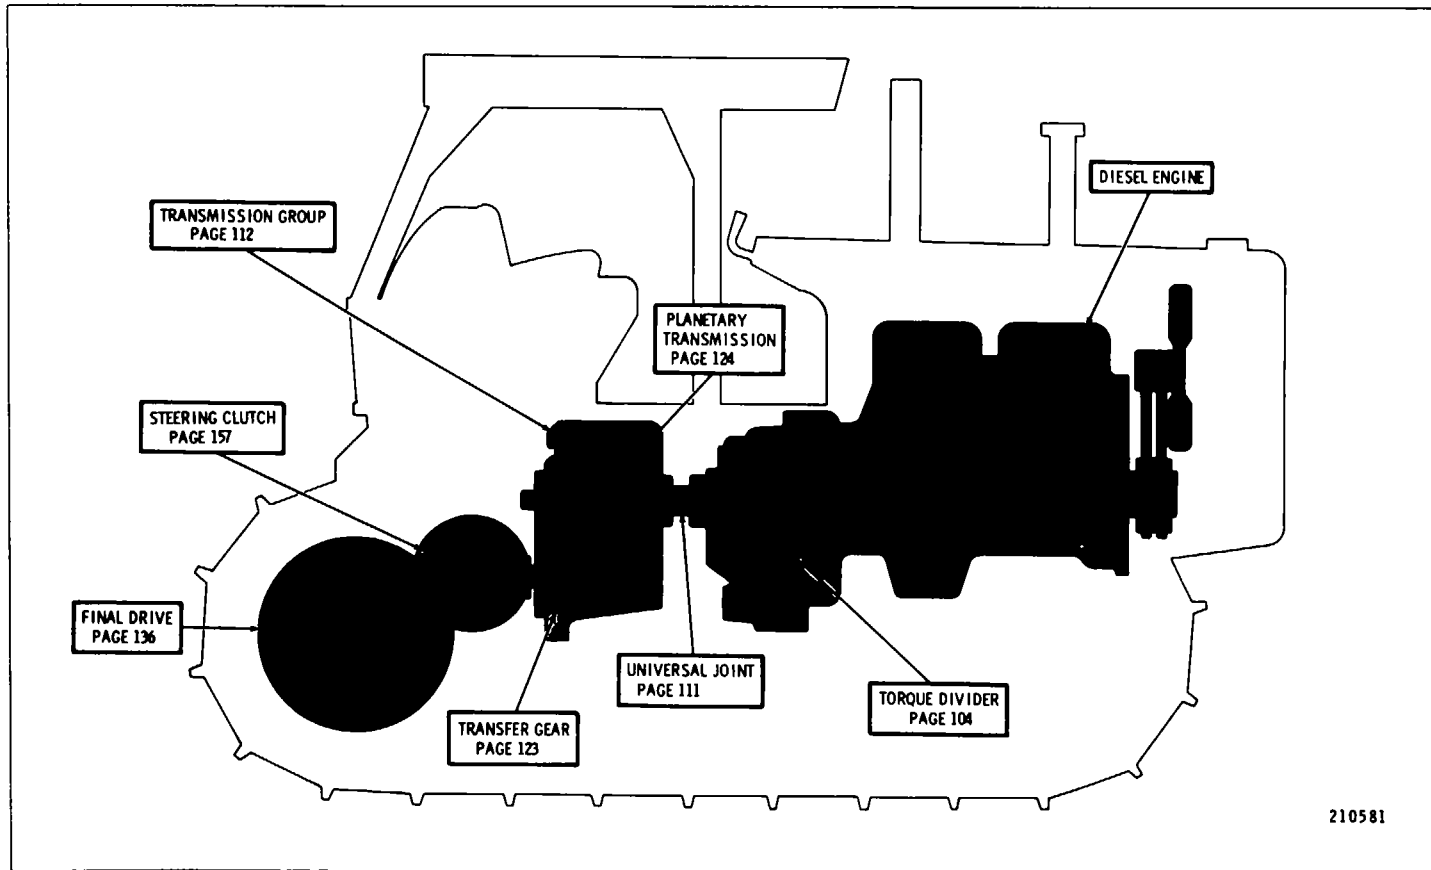 DIESEL ENGINE
TRANSMISSION GROUP
PAGE 112
PLANETARY
TRANSMISSION
PAGE 124
STEERING CLUTCH
PAGE 157
FINAL DRIVE
PAGE 136
UNIVERSAL JOINT
PAGE 111
TORQUE DIVIDER
PAGE 104
TRANSFER GEAR
PAGE 123
210581